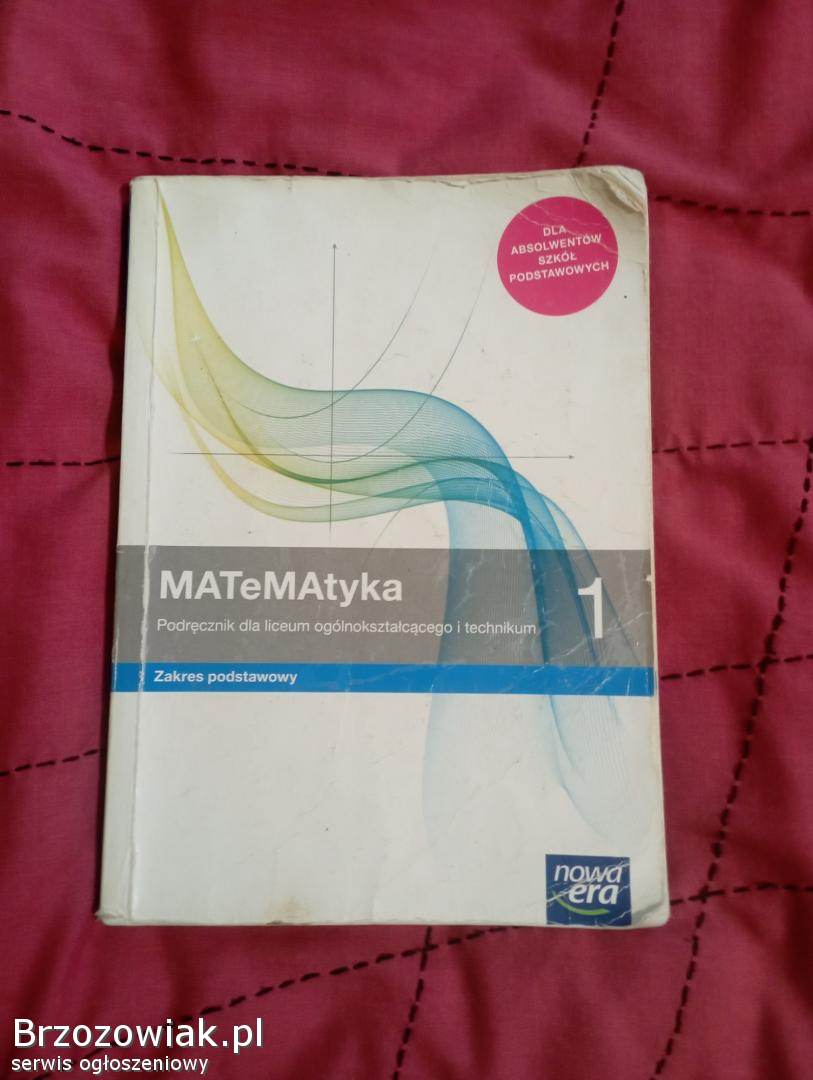 DLA
ABSOLWENTÓW
SZKÓŁ
PODSTAWOWYCH
MATeMAtyka
1
Podręcznik dla liceum ogólnokształcącego i technikum
Zakres podstawowy
nowa
era
Brzozowiak.pl
serwis ogłoszeniowy